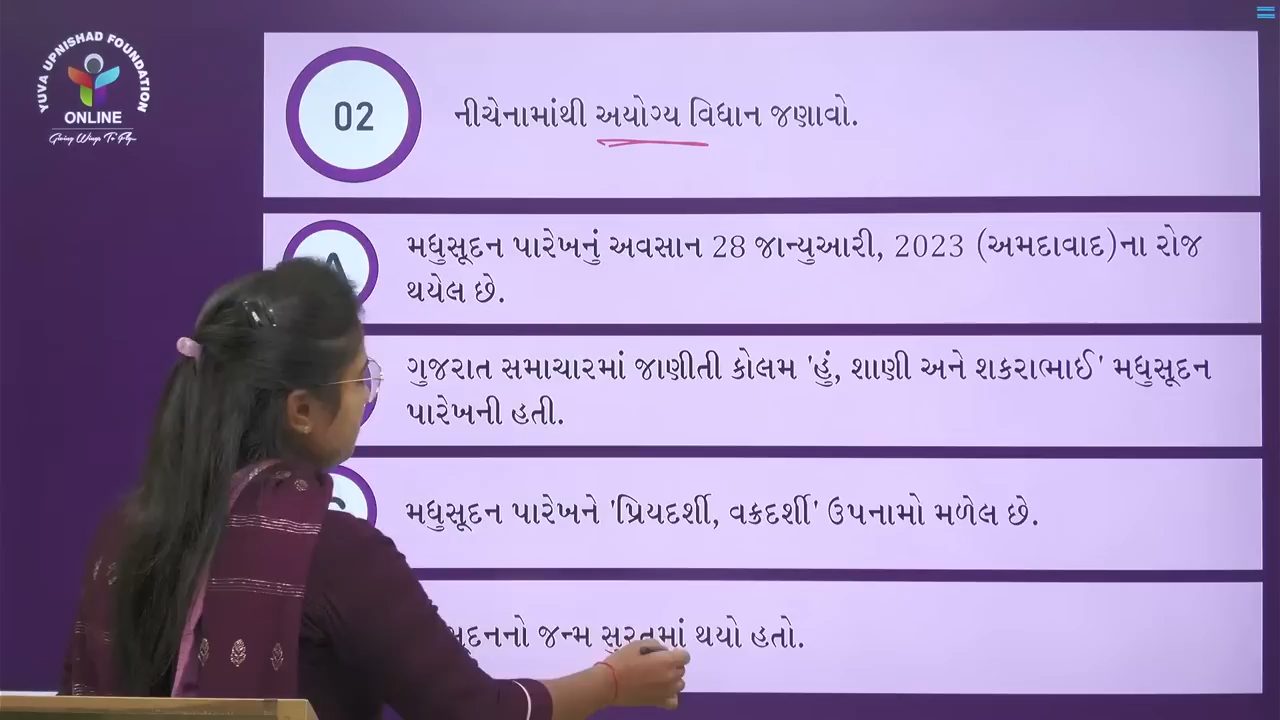 YUVA UPNISHAD FOUNDATION
ONLINE
Giving Wings To Fly...
02
નીચેનામાંથી અયોગ્ય વિધાન જણાવો.
A
મધુસૂદન પારેખનું અવસાન 28 જાન્યુઆરી, 2023 (અમદાવાદ)ના રોજ
થયેલ છે.
ગુજરાત સમાચારમાં જાણીતી કોલમ 'હું, શાણી અને શકરાભાઈ' મધુસૂદન
પારેખની હતી.
મધુસૂદન પારેખને 'પ્રિયદર્શી, વક્રદર્શી' ઉપનામો મળેલ છે.
સૂદનનો જન્મ સુરતમાં થયો હતો.